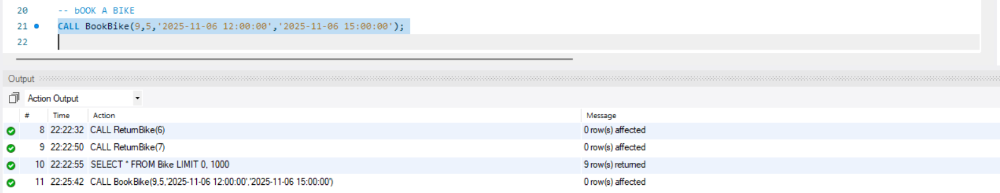 20 -- bOOK A BIKE
21 CALL BookBike(9,5,'2025-11-06 12:00:00','2025-11-06 15:00:00');
22
Output
Action Output
# Time Action Message
8 22:22:32 CALL ReturnBike(6) 0 row(s) affected
9 22:22:50 CALL ReturnBike(7) 0 row(s) affected
10 22:22:55 SELECT * FROM Bike LIMIT 0, 1000 9 row(s) returned
11 22:25:42 CALL BookBike(9,5,'2025-11-06 12:00:00','2025-11-06 15:00:00') 0 row(s) affected